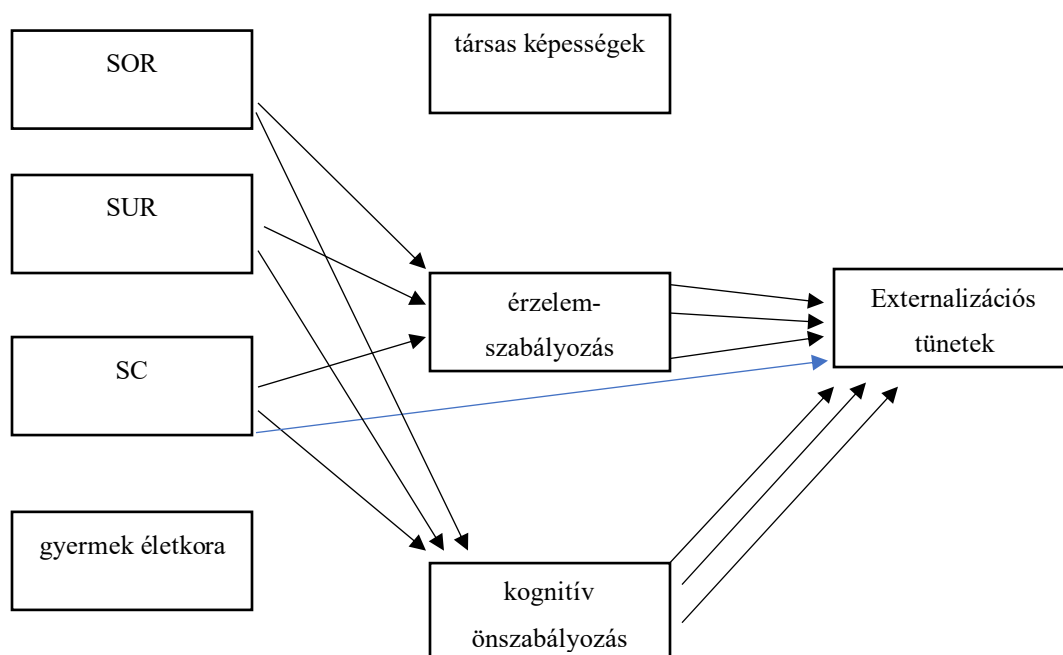 SOR
SUR
SC
gyermek életkora
társas képességek
érzelem-
szabályozás
kognitív
önszabályozás
Externalizációs
tünetek